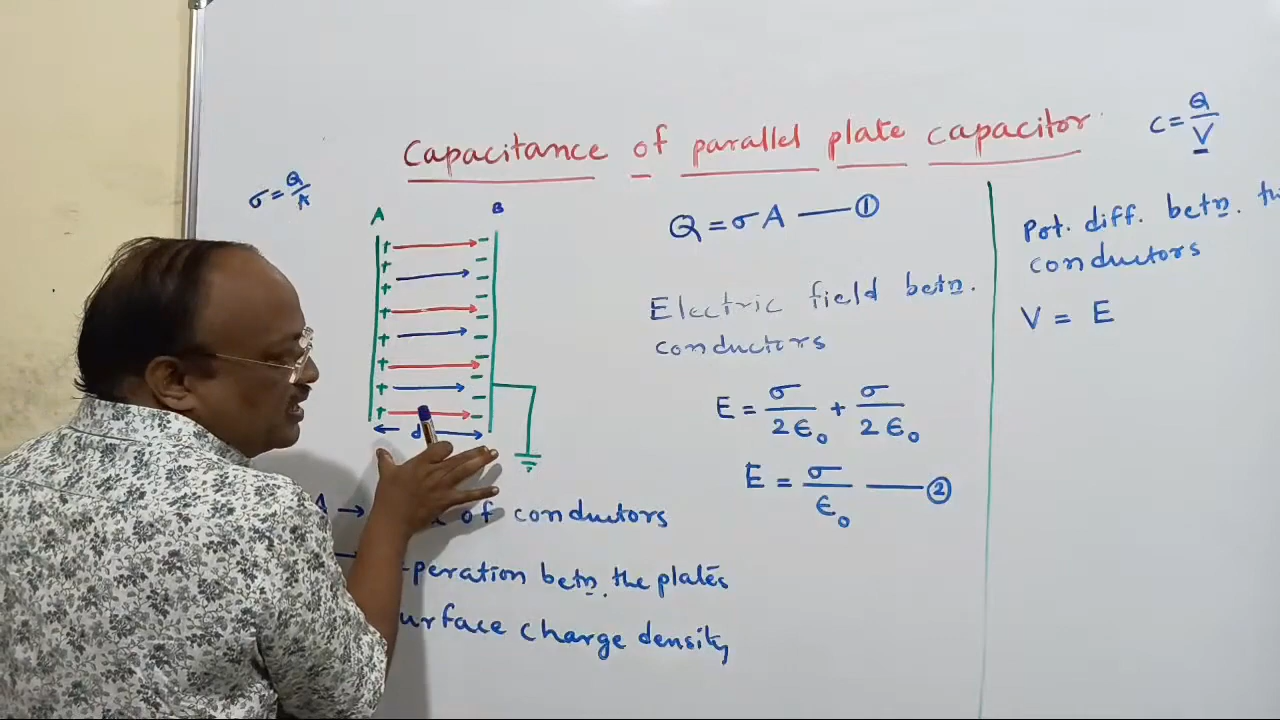 Capacitance of parallel plate capacitor
C = Q/V
σ = Q/A
A B
+ + + + + + + +
- - - - - - - - - - -
d
A → of conductors
peration betn. the plates
urface charge density
Q = σA —— ①
Electric field betn.
conductors
E = σ/2ϵ₀ + σ/2ϵ₀
E = σ/ϵ₀ —— ②
Pot. diff. betn.
conductors
V = E